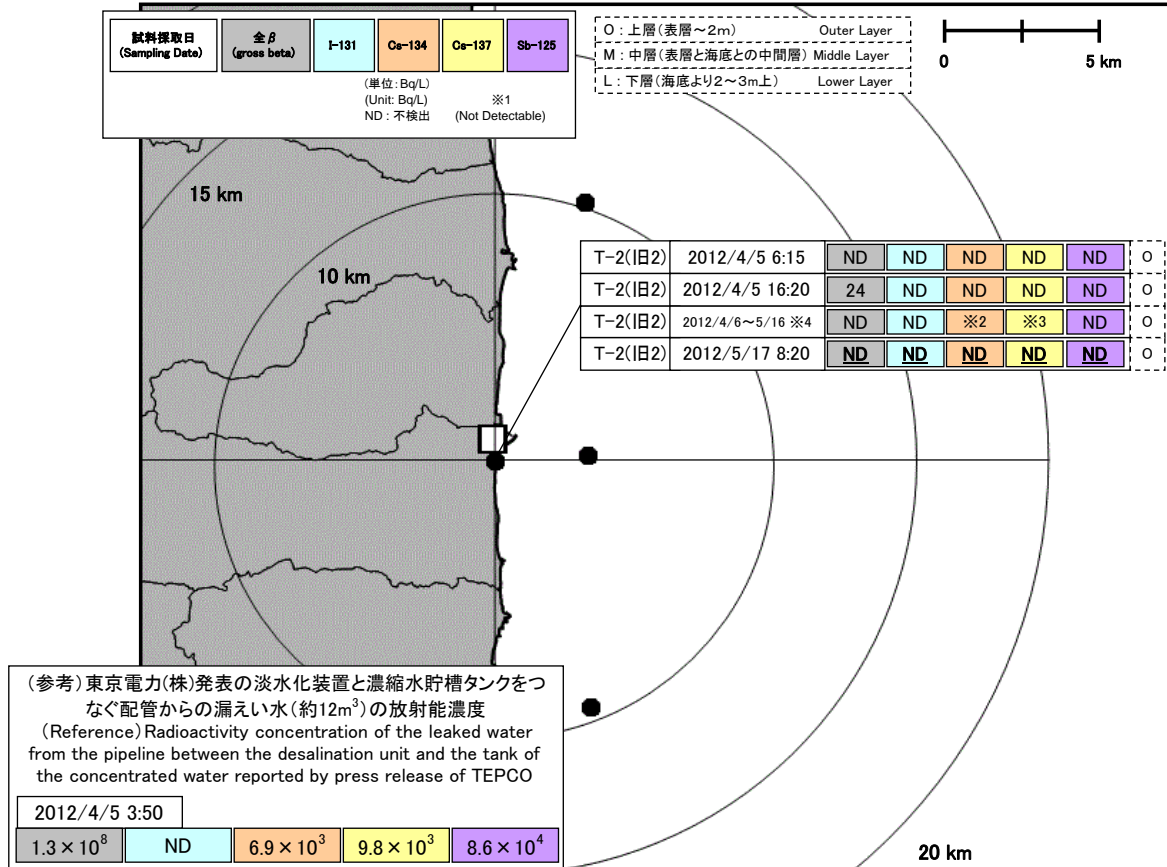 試料採取日
(Sampling Date)
全β
(gross beta)
I-131
Cs-134
Cs-137
Sb-125
(単位:Bq/L)
(Unit: Bq/L) ※1
ND : 不検出 (Not Detectable)
O : 上層(表層～2m) Outer Layer
M : 中層(表層と海底との中間層) Middle Layer
L : 下層(海底より2～3m上) Lower Layer
0 5 km
15 km
10 km
T-2(旧2) 2012/4/5 6:15 ND ND ND ND ND O
T-2(旧2) 2012/4/5 16:20 24 ND ND ND ND O
T-2(旧2) 2012/4/6～5/16 ※4 ND ND ※2 ※3 ND O
T-2(旧2) 2012/5/17 8:20 ND ND ND ND ND O
(参考)東京電力(株)発表の淡水化装置と濃縮水貯槽タンクをつ
なぐ配管からの漏えい水(約12m³)の放射能濃度
(Reference)Radioactivity concentration of the leaked water
from the pipeline between the desalination unit and the tank of
the concentrated water reported by press release of TEPCO
2012/4/5 3:50
1.3×10⁸ ND 6.9×10³ 9.8×10³ 8.6×10⁴
20 km